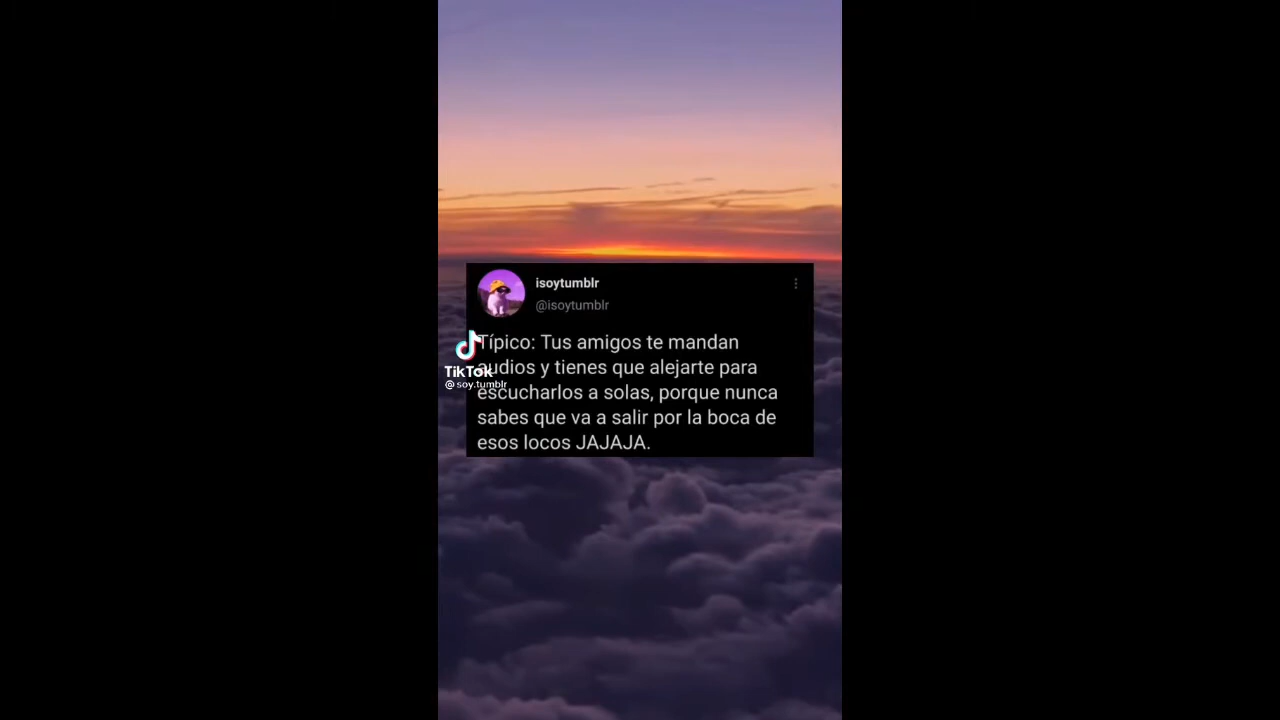 isoytumblr
@isoytumblr
Típico: Tus amigos te mandan
audios y tienes que alejarte para
escucharlos a solas, porque nunca
sabes que va a salir por la boca de
esos locos JAJAJA.
TikTok
@soy.tumblr